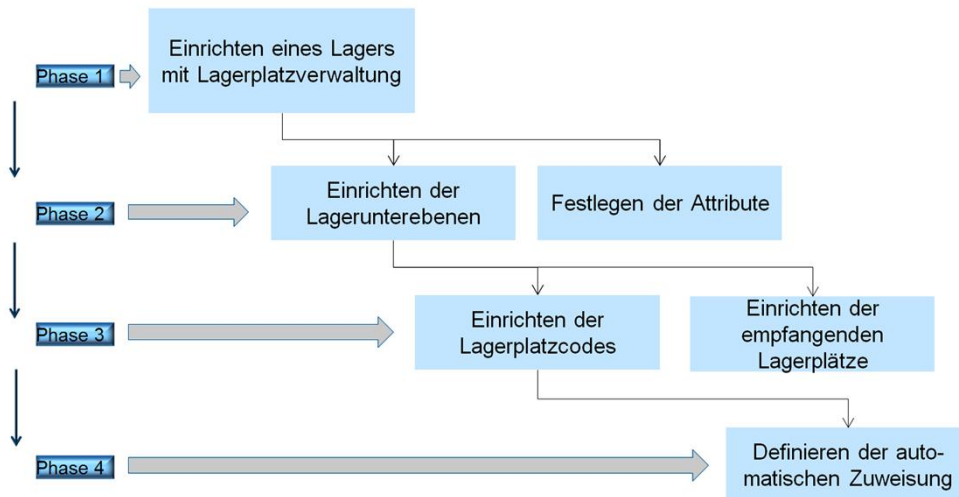 Phase 1
Einrichten eines Lagers
mit Lagerplatzverwaltung
Phase 2
Einrichten der
Lagerunterebenen
Festlegen der Attribute
Phase 3
Einrichten der
Lagerplatzcodes
Einrichten der
empfangenden
Lagerplätze
Phase 4
Definieren der auto-
matischen Zuweisung